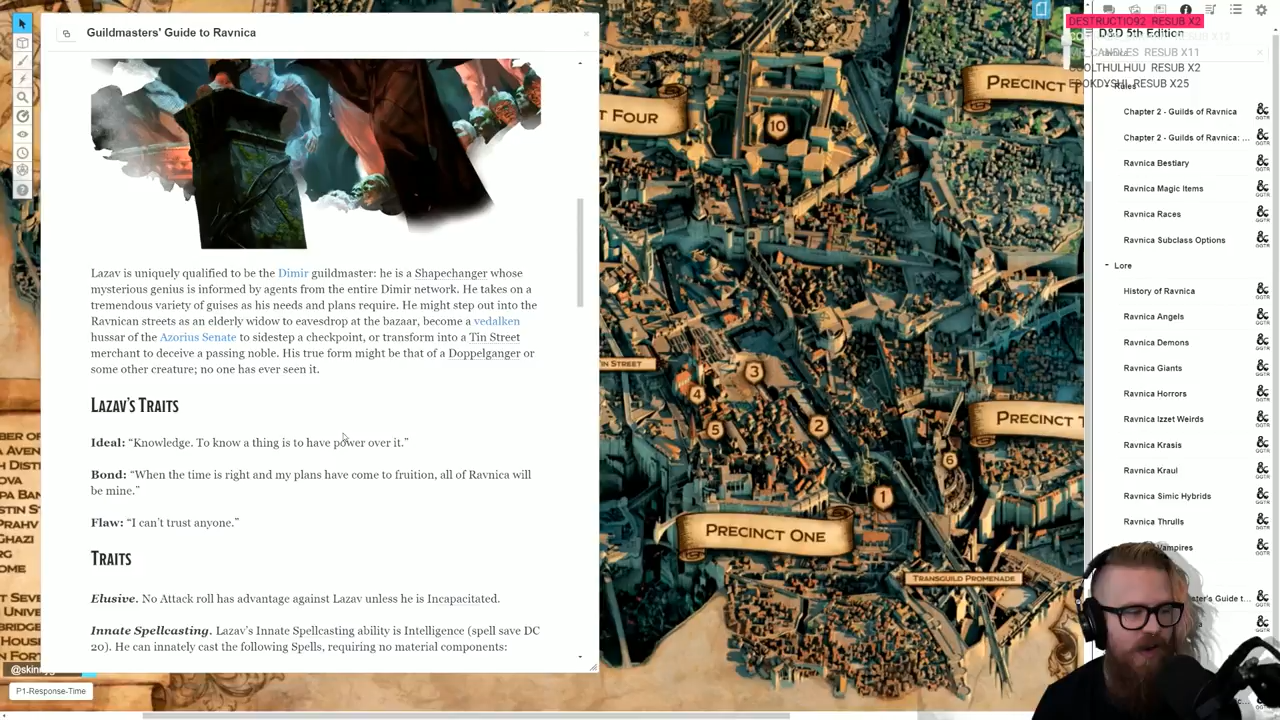 Guildmasters' Guide to Ravnica
Lazav is uniquely qualified to be the Dimir guildmaster: he is a Shapechanger whose
mysterious genius is informed by agents from the entire Dimir network. He takes on a
tremendous variety of guises as his needs and plans require. He might step out into the
Ravnican streets as an elderly widow to eavesdrop at the bazaar, become a vedalken
hussar of the Azorius Senate to sidestep a checkpoint, or transform into a Tin Street
merchant to deceive a passing noble. His true form might be that of a Doppelganger or
some other creature; no one has ever seen it.
LAZAV'S TRAITS
Ideal: “Knowledge. To know a thing is to have power over it.”
Bond: “When the time is right and my plans have come to fruition, all of Ravnica will
be mine.”
Flaw: “I can't trust anyone.”
TRAITS
Elusive. No Attack roll has advantage against Lazav unless he is Incapacitated.
Innate Spellcasting. Lazav's Innate Spellcasting ability is Intelligence (spell save DC
20). He can innately cast the following Spells, requiring no material components:
P1-Response-Time
T FOUR
10
PRECINCT T
TIN STREET
3
4
5
2
6
1
PRECINCT T
PRECINCT ONE
TRANSGUILD PROMENADE
DESTRUCTIO92 RESUB X2
D&D 5th Edition
RESUB X12
CANDLES RESUB X11
RESUB X2
RESUB X25
Rules
Chapter 2 - Guilds of Ravnica
Chapter 2 - Guilds of Ravnica: ...
Ravnica Bestiary
Ravnica Magic Items
Ravnica Races
Ravnica Subclass Options
Lore
History of Ravnica
Ravnica Angels
Ravnica Demons
Ravnica Giants
Ravnica Horrors
Ravnica Izzet Weirds
Ravnica Krasis
Ravnica Kraul
Ravnica Simic Hybrids
Ravnica Thrulls
Vampires
ster's Guide t...